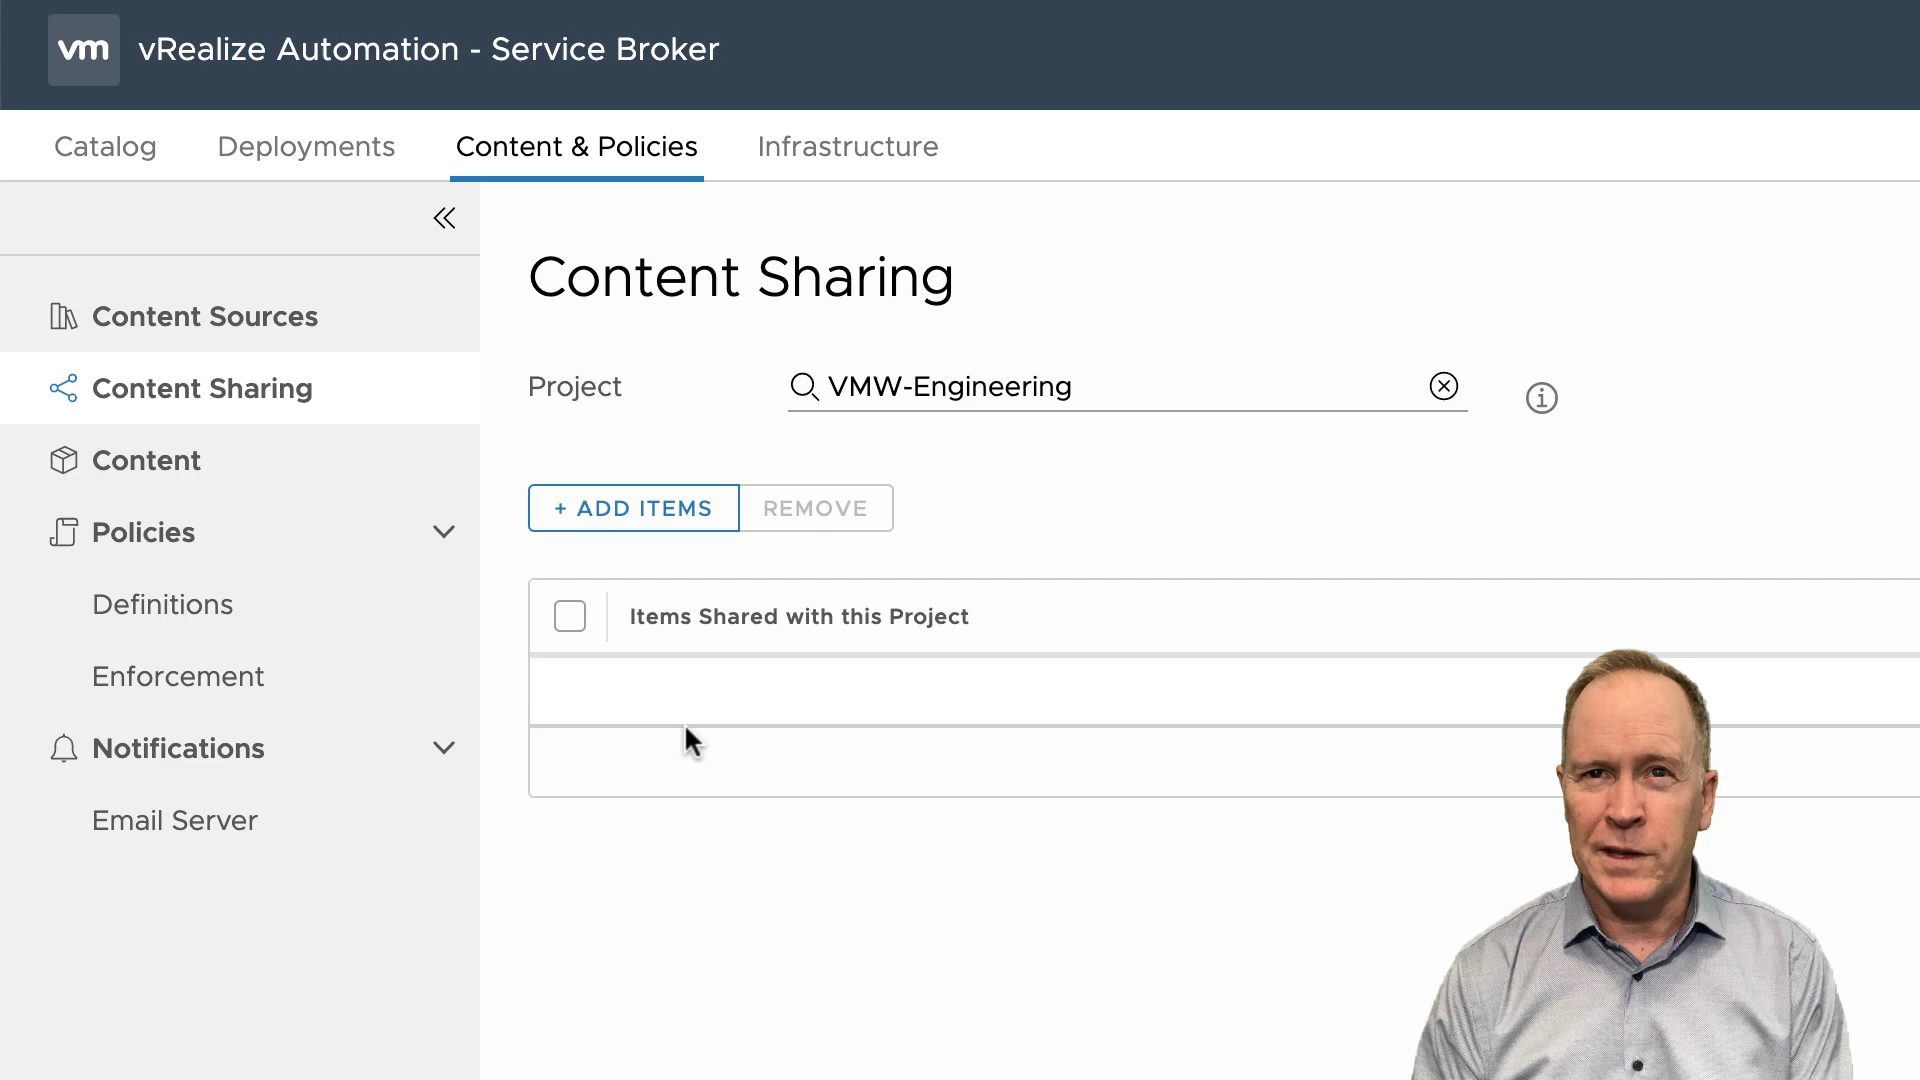 vm vRealize Automation - Service Broker
Catalog Deployments Content & Policies Infrastructure
Content Sources
Content Sharing
Content
Policies
Definitions
Enforcement
Notifications
Email Server
Content Sharing
Project VMW-Engineering
+ ADD ITEMS REMOVE
Items Shared with this Project